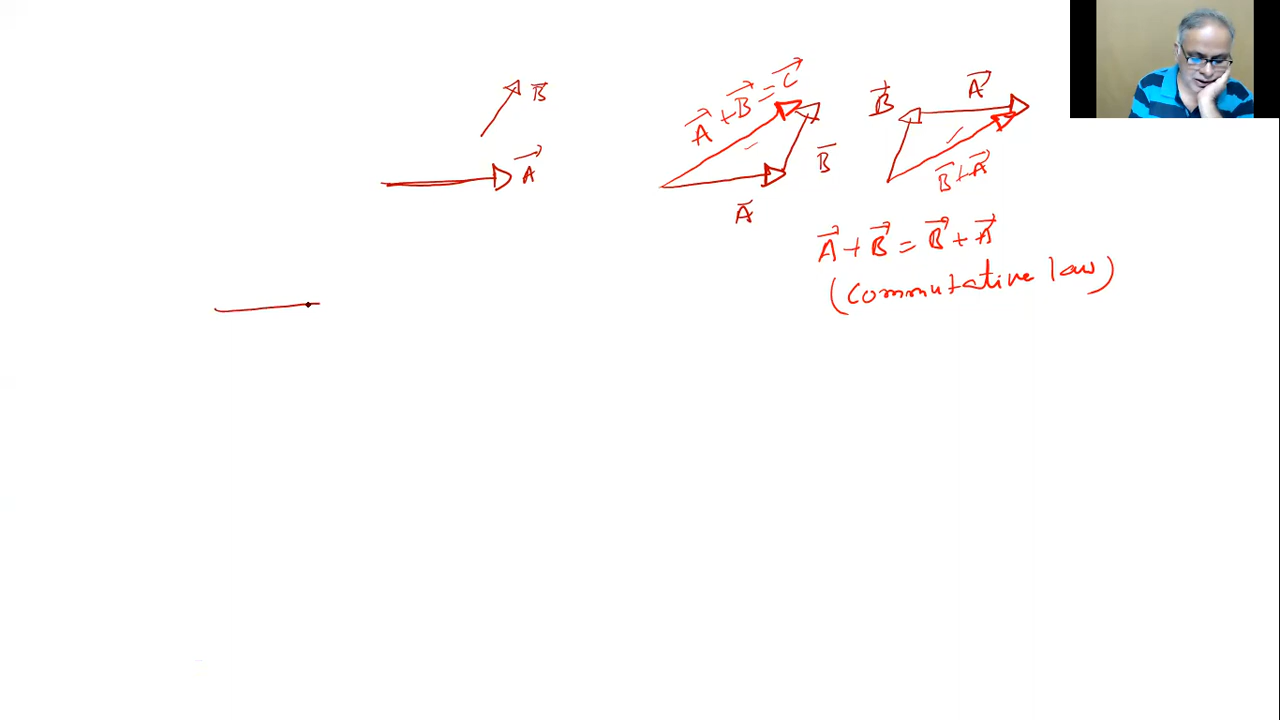 B⃗
A⃗
A⃗ + B⃗ = C⃗
B⃗
A⃗
B⃗
A⃗
B⃗ + A⃗
A⃗ + B⃗ = B⃗ + A⃗
(commutative law)